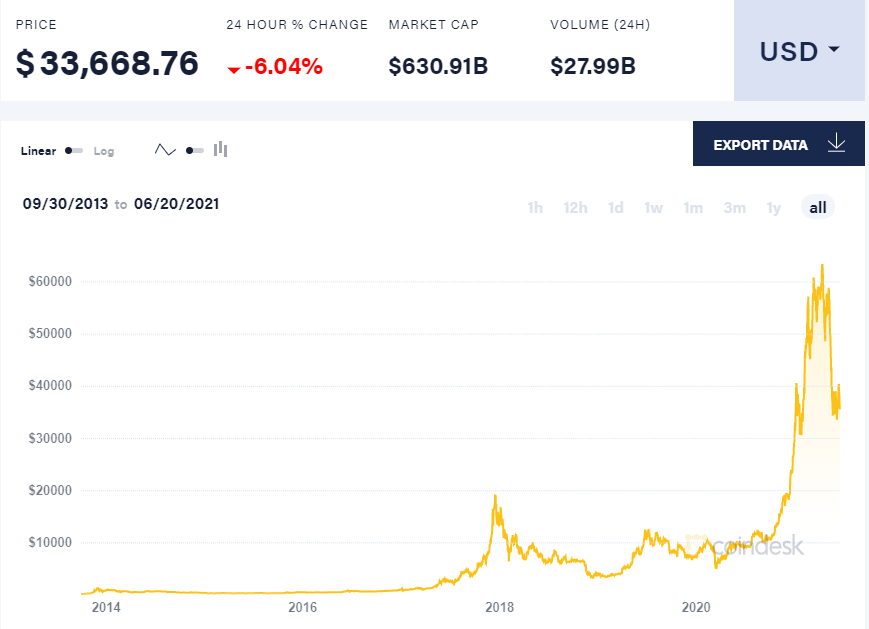 PRICE 24 HOUR % CHANGE MARKET CAP VOLUME (24H)
$33,668.76 -6.04% $630.91B $27.99B USD
Linear Log EXPORT DATA
09/30/2013 to 06/20/2021 1h 12h 1d 1w 1m 3m 1y all
$60000
$50000
$40000
$30000
$20000
$10000
coindesk
2014 2016 2018 2020